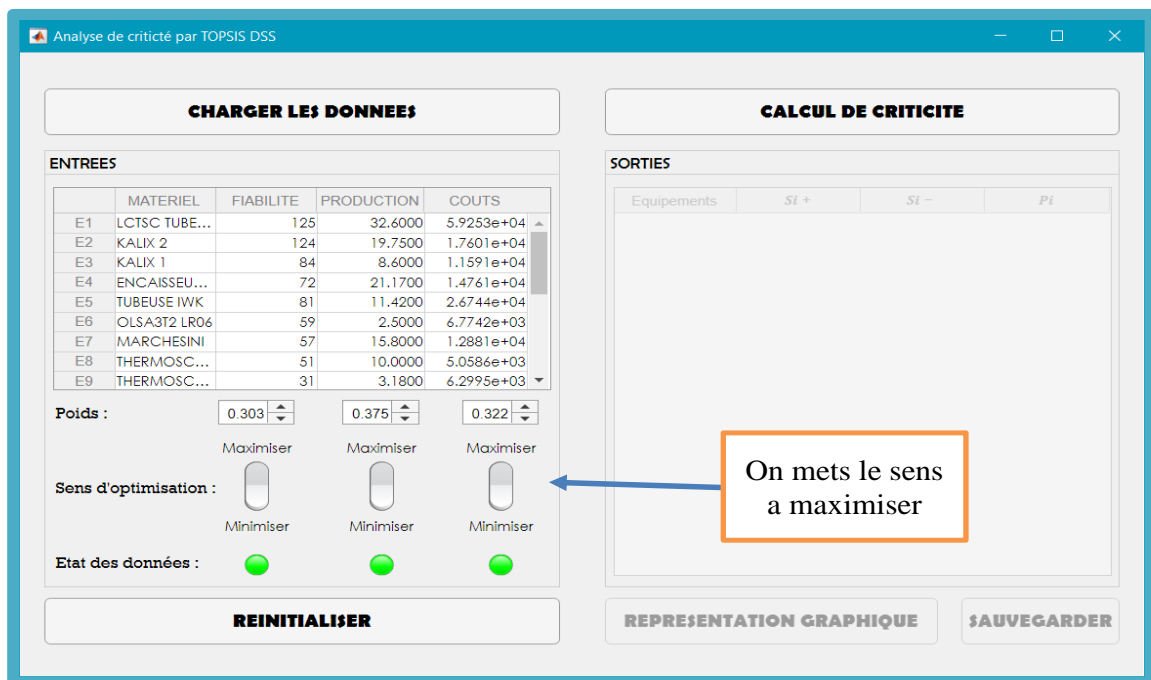 Analyse de criticté par TOPSIS DSS
CHARGER LES DONNEES
CALCUL DE CRITICITE
ENTREES
SORTIES
MATERIEL FIABILITE PRODUCTION COUTS
E1 LCTSC TUBE... 125 32.6000 5.9253e+04
E2 KALIX 2 124 19.7500 1.7601e+04
E3 KALIX 1 84 8.6000 1.1591e+04
E4 ENCAISSEU... 72 21.1700 1.4761e+04
E5 TUBEUSE IWK 81 11.4200 2.6744e+04
E6 OLSA3T2 LR06 59 2.5000 6.7742e+03
E7 MARCHESINI 57 15.8000 1.2881e+04
E8 THERMOSC... 51 10.0000 5.0586e+03
E9 THERMOSC... 31 3.1800 6.2995e+03
Equipements Si + Si − Pi
Poids : 0.303 0.375 0.322
Maximiser Maximiser Maximiser
Sens d'optimisation :
Minimiser Minimiser Minimiser
On mets le sens
a maximiser
Etat des données :
REINITIALISER
REPRESENTATION GRAPHIQUE
SAUVEGARDER